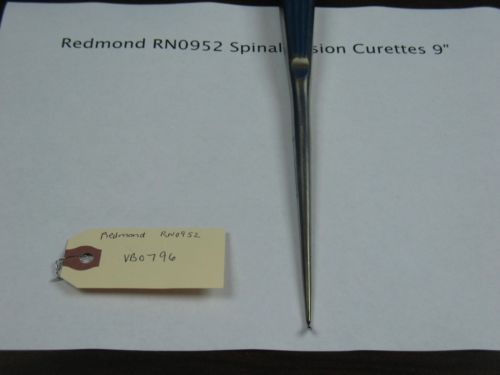 Redmond RN0952 Spinal sion Curettes 9"
Redmond RN0952
VB0796